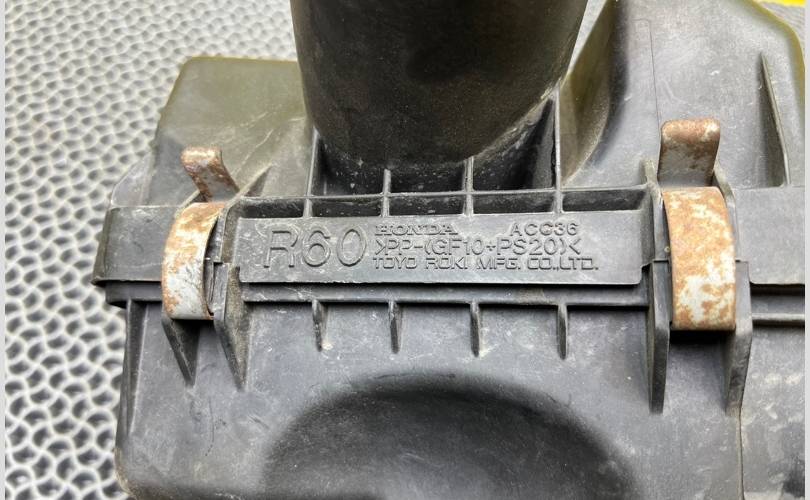 R60
HONDA ACC36
>PP-(GF10+PS20)<
TOYO ROKI MFG. CO.,LTD.